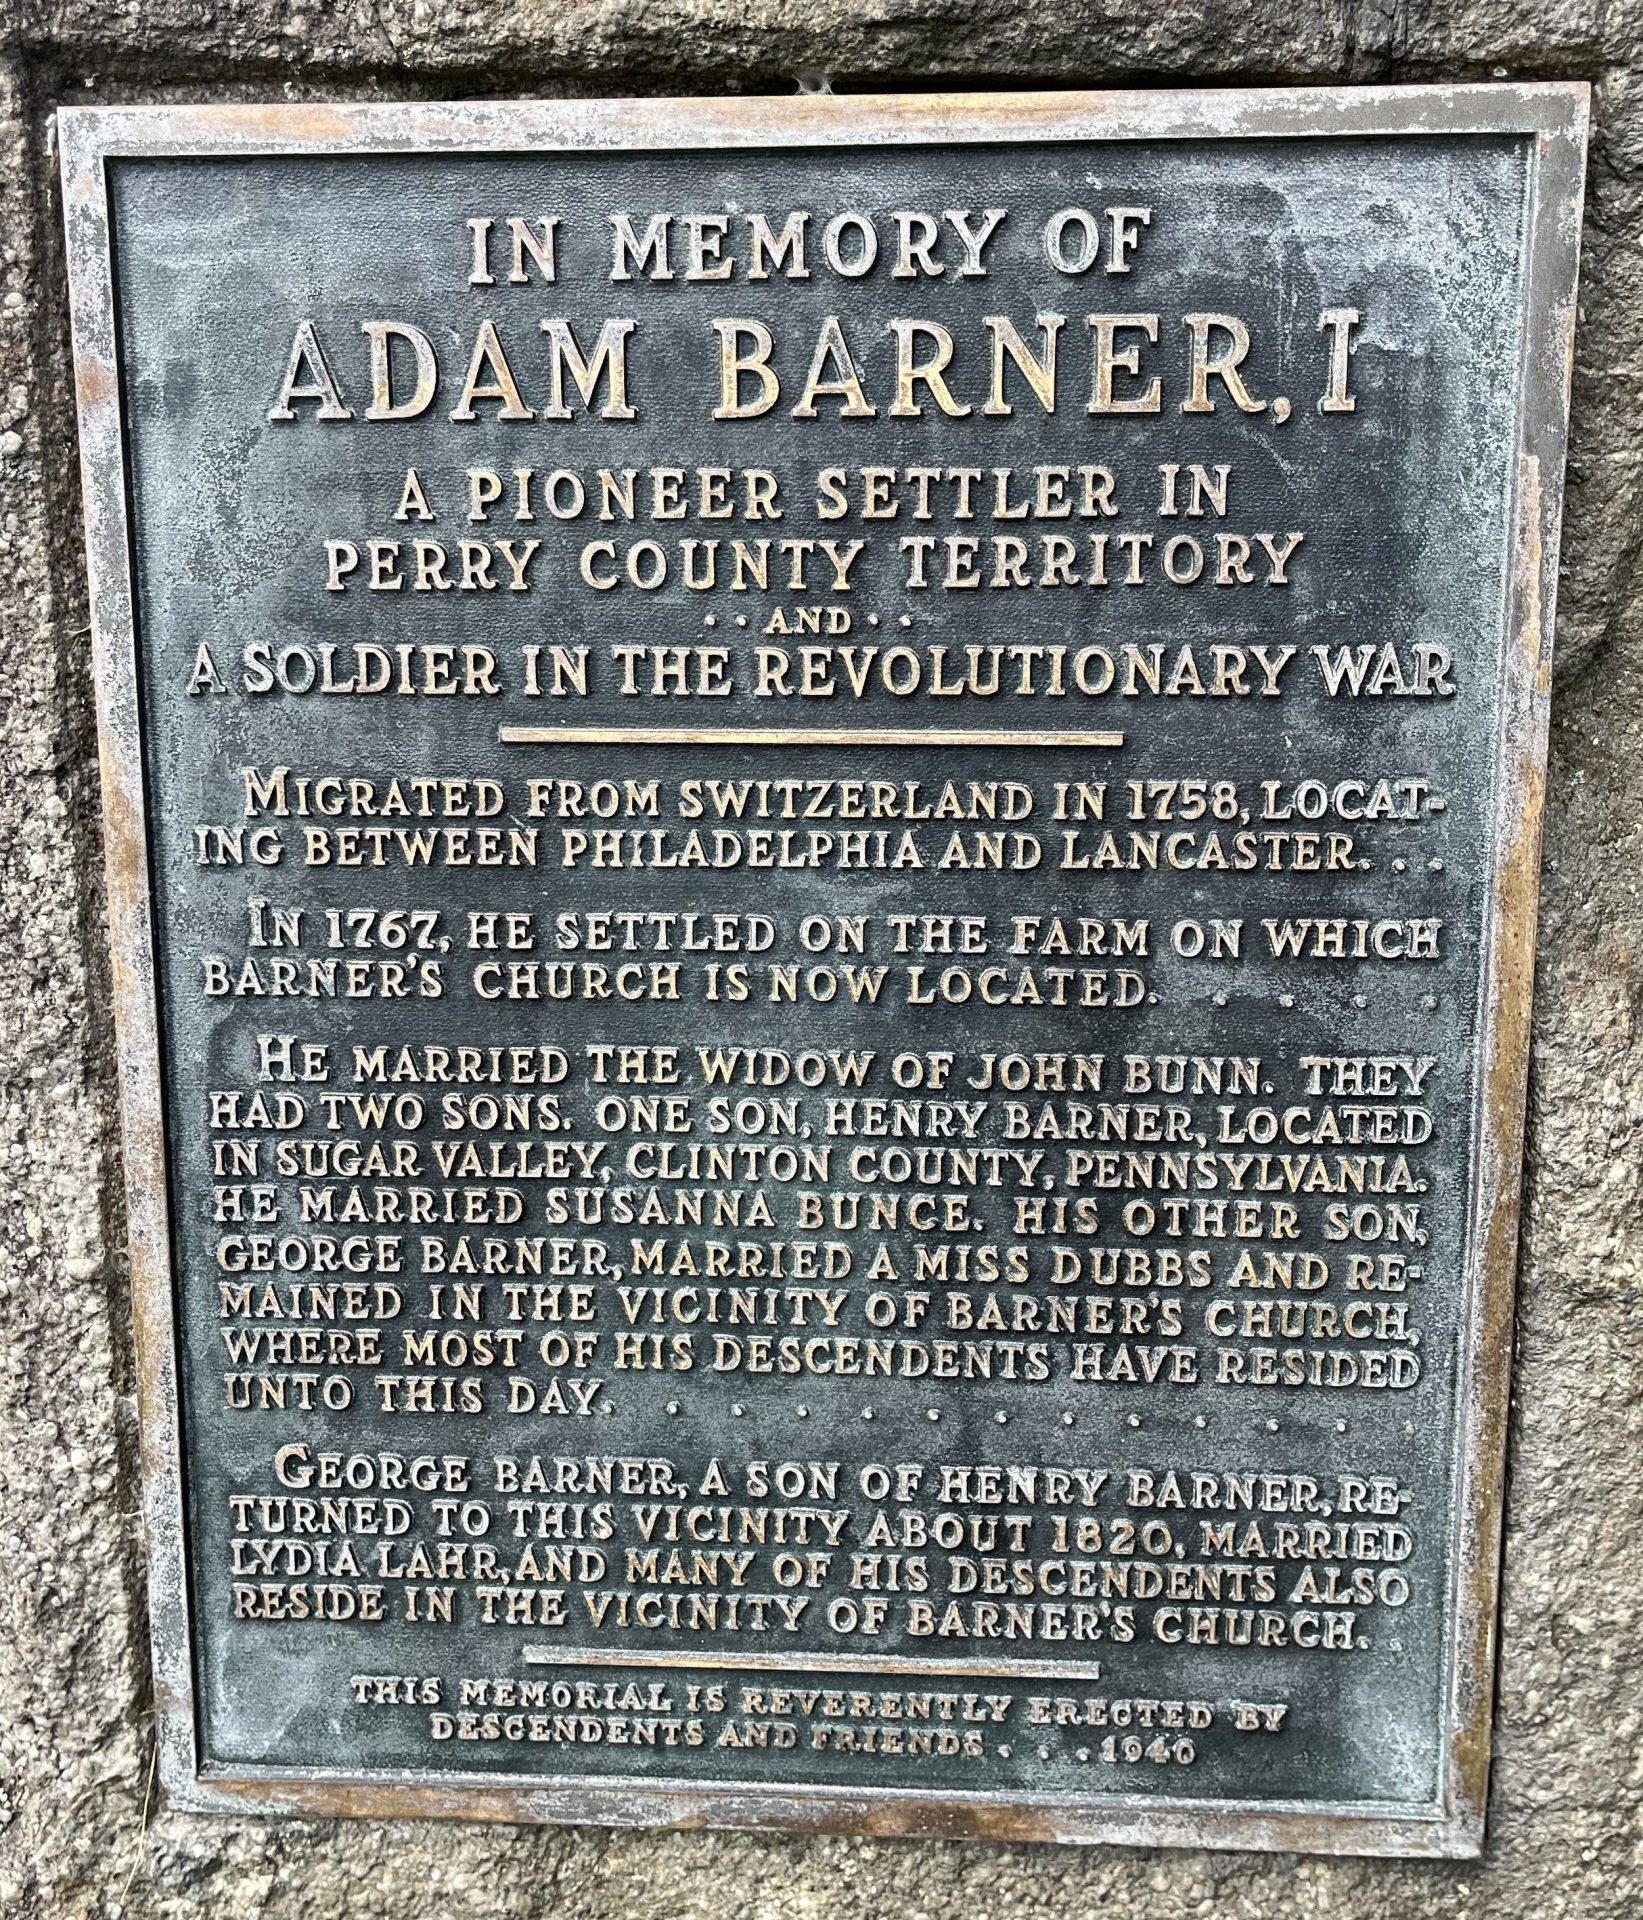 IN MEMORY OF
ADAM BARNER, I
A PIONEER SETTLER IN
PERRY COUNTY TERRITORY
. . AND . .
A SOLDIER IN THE REVOLUTIONARY WAR
MIGRATED FROM SWITZERLAND IN 1758, LOCAT-
ING BETWEEN PHILADELPHIA AND LANCASTER. . .
IN 1767, HE SETTLED ON THE FARM ON WHICH
BARNER'S CHURCH IS NOW LOCATED. . . . . .
HE MARRIED THE WIDOW OF JOHN BUNN. THEY
HAD TWO SONS. ONE SON, HENRY BARNER, LOCATED
IN SUGAR VALLEY, CLINTON COUNTY, PENNSYLVANIA.
HE MARRIED SUSANNA BUNCE. HIS OTHER SON,
GEORGE BARNER, MARRIED A MISS DUBBS AND RE-
MAINED IN THE VICINITY OF BARNER'S CHURCH,
WHERE MOST OF HIS DESCENDENTS HAVE RESIDED
UNTO THIS DAY. . . . . . . . . . . . .
GEORGE BARNER, A SON OF HENRY BARNER, RE-
TURNED TO THIS VICINITY ABOUT 1820, MARRIED
LYDIA LAHR, AND MANY OF HIS DESCENDENTS ALSO
RESIDE IN THE VICINITY OF BARNER'S CHURCH. .
THIS MEMORIAL IS REVERENTLY ERECTED BY
DESCENDENTS AND FRIENDS . . . . 1940